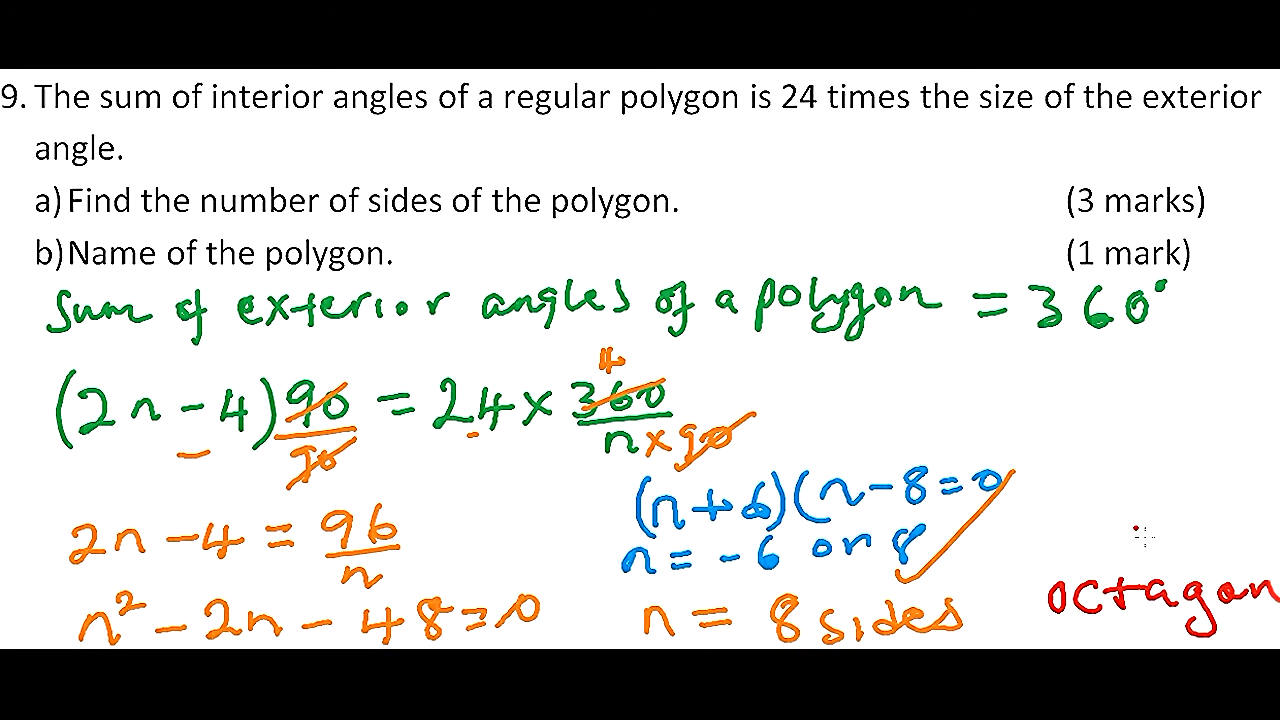 9. The sum of interior angles of a regular polygon is 24 times the size of the exterior
angle.
a) Find the number of sides of the polygon. (3 marks)
b) Name of the polygon. (1 mark)
Sum of exterior angles of a polygon = 360°
4
(2n - 4) 90 = 24 × 360
90 n × 90
(n + 6)(n - 8 = 0
2n - 4 = 96
n
n = -6 or 8
n² - 2n - 48 = 0
n = 8 sides
octagon